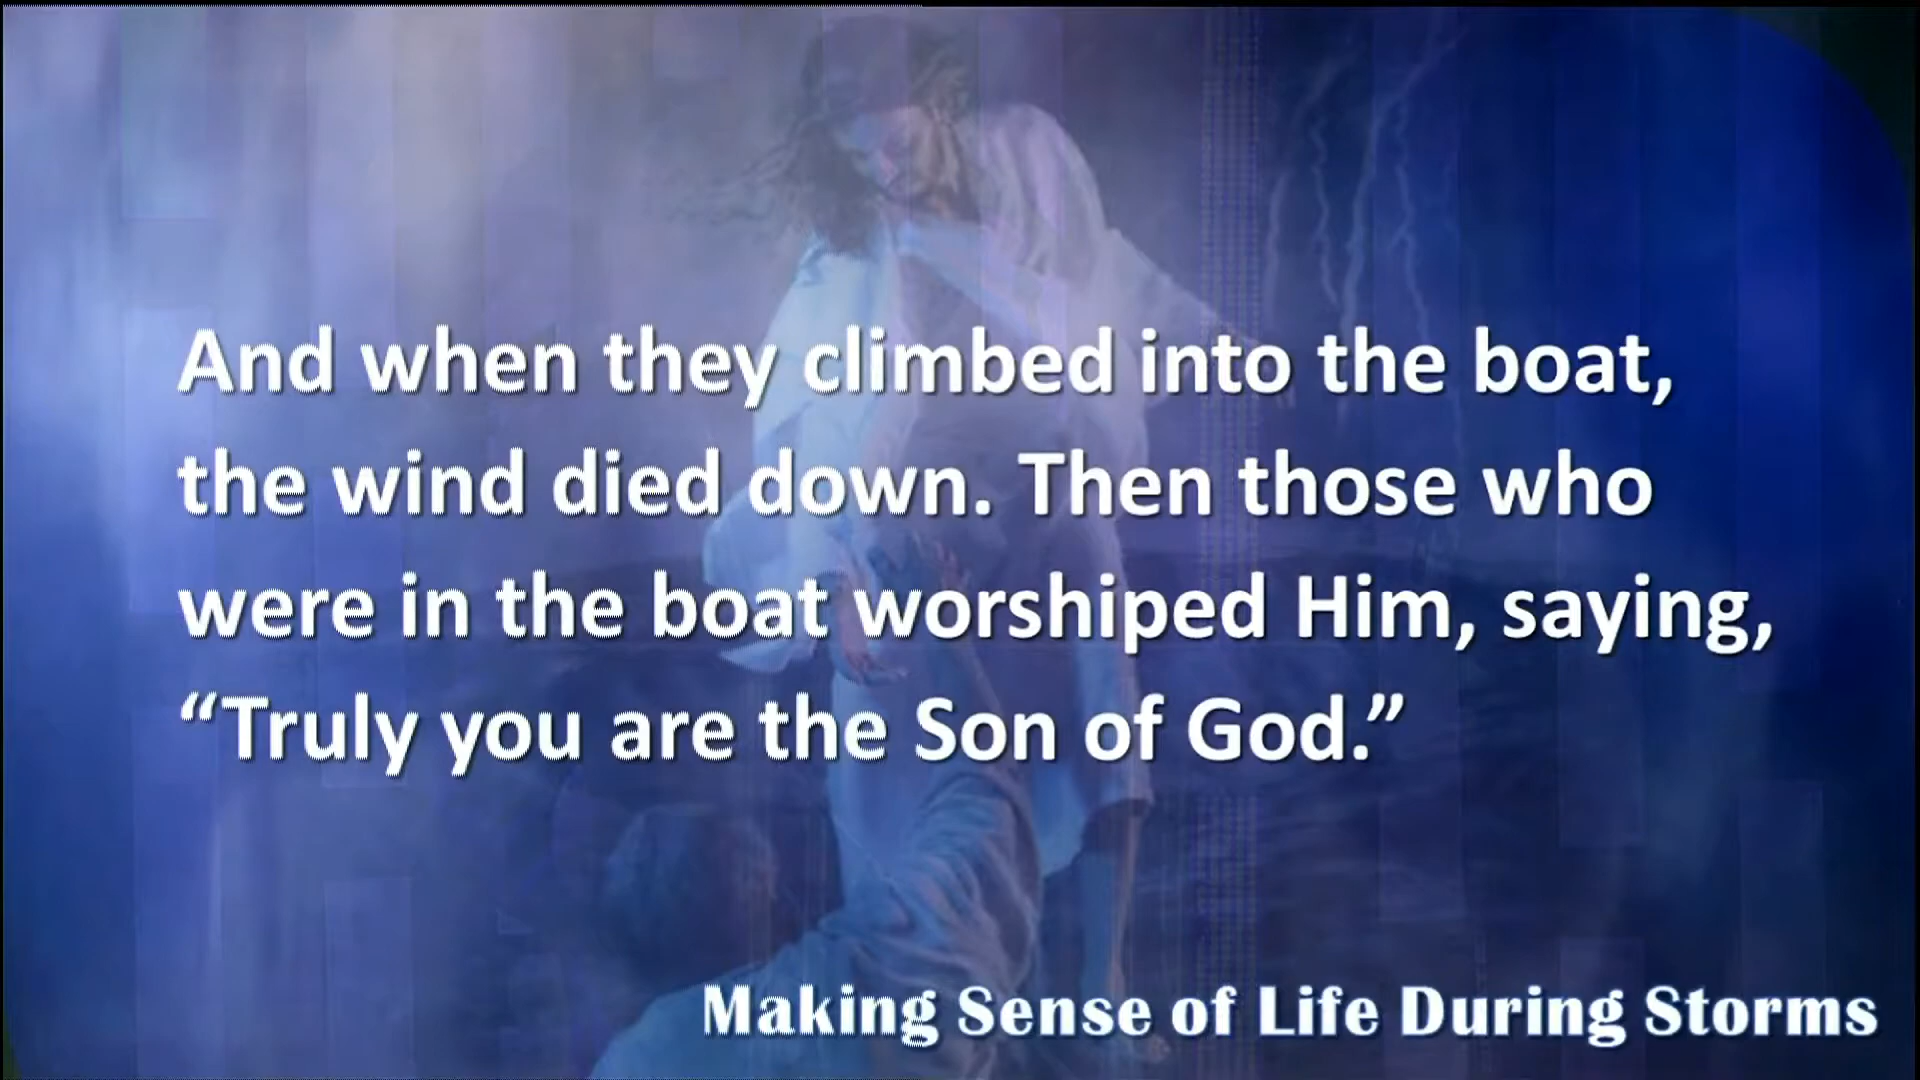 And when they climbed into the boat,
the wind died down. Then those who
were in the boat worshiped Him, saying,
“Truly you are the Son of God.”
Making Sense of Life During Storms